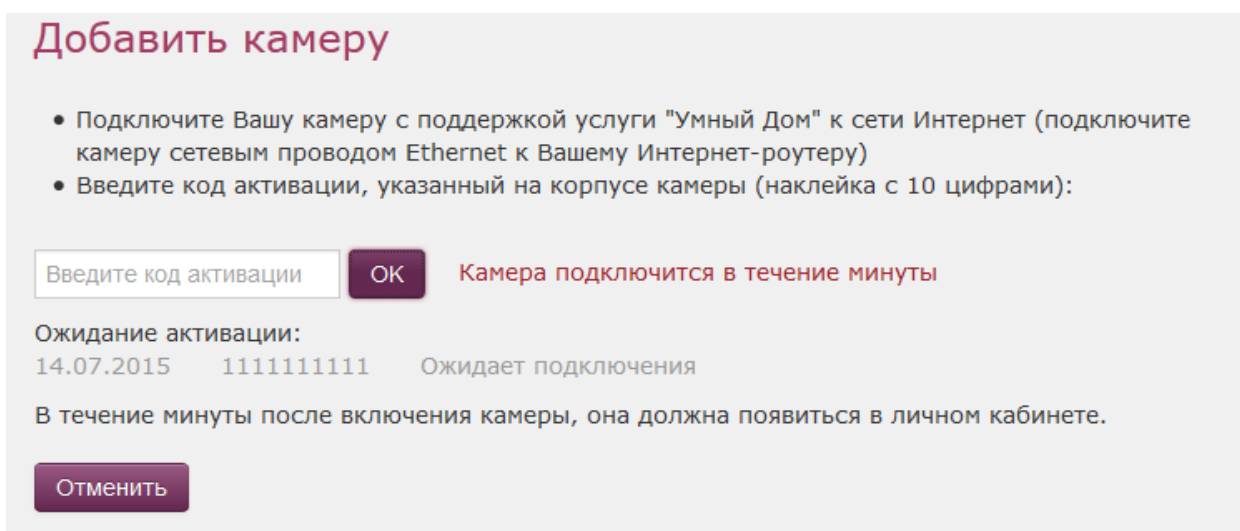 Добавить камеру
• Подключите Вашу камеру с поддержкой услуги "Умный Дом" к сети Интернет (подключите
камеру сетевым проводом Ethernet к Вашему Интернет-роутеру)
• Введите код активации, указанный на корпусе камеры (наклейка с 10 цифрами):
Введите код активации OK Камера подключится в течение минуты
Ожидание активации:
14.07.2015 1111111111 Ожидает подключения
В течение минуты после включения камеры, она должна появиться в личном кабинете.
Отменить